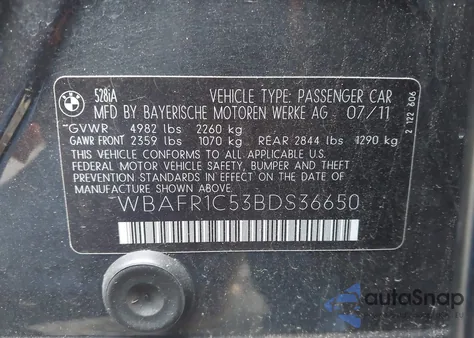 BMW
528iA
VEHICLE TYPE: PASSENGER CAR
MFD BY BAYERISCHE MOTOREN WERKE AG 07/11
GVWR 4982 lbs 2260 kg
GAWR FRONT 2359 lbs 1070 kg REAR 2844 lbs 1290 kg
THIS VEHICLE CONFORMS TO ALL APPLICABLE U.S.
FEDERAL MOTOR VEHICLE SAFETY, BUMPER AND THEFT
PREVENTION STANDARDS IN EFFECT ON THE DATE OF
MANUFACTURE SHOWN ABOVE.
*WBAFR1C53BDS36650*
2 122 606
autoSnap